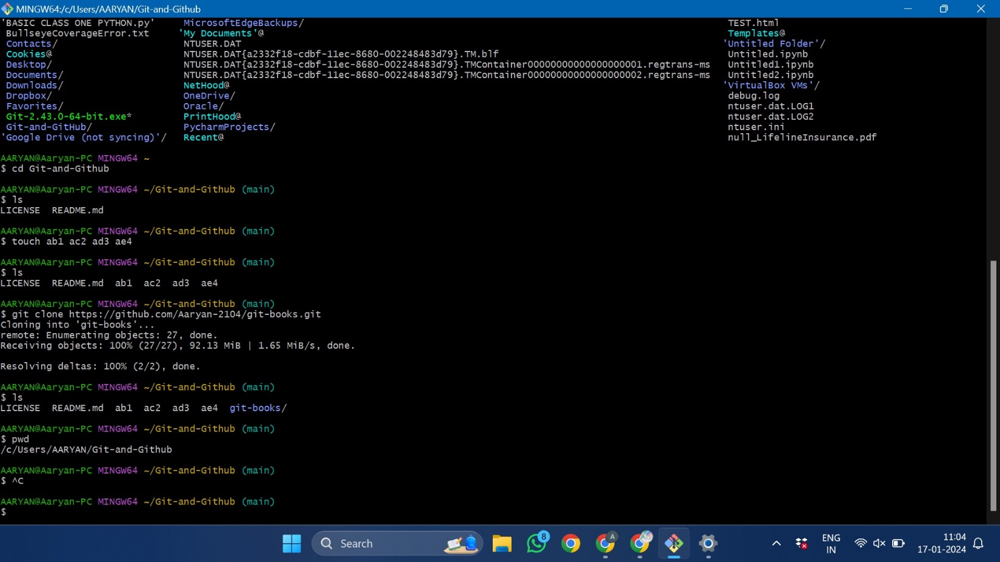 MINGW64:/c/Users/AARYAN/Git-and-Github
'BASIC CLASS ONE PYTHON.py' MicrosoftEdgeBackups/ TEST.html
BullseyeCoverageError.txt 'My Documents'@ Templates@
Contacts/ NTUSER.DAT 'Untitled Folder'/
Cookies@ NTUSER.DAT{a2332f18-cdbf-11ec-8680-002248483d79}.TM.blf Untitled.ipynb
Desktop/ NTUSER.DAT{a2332f18-cdbf-11ec-8680-002248483d79}.TMContainer00000000000000000001.regtrans-ms Untitled1.ipynb
Documents/ NTUSER.DAT{a2332f18-cdbf-11ec-8680-002248483d79}.TMContainer00000000000000000002.regtrans-ms Untitled2.ipynb
Downloads/ NetHood@ 'VirtualBox VMs'/
Dropbox/ OneDrive/ debug.log
Favorites/ Oracle/ ntuser.dat.LOG1
Git-2.43.0-64-bit.exe* PrintHood@ ntuser.dat.LOG2
Git-and-GitHub/ PycharmProjects/ ntuser.ini
'Google Drive (not syncing)'/ Recent@ null_LifelineInsurance.pdf
AARYAN@Aaryan-PC MINGW64 ~
$ cd Git-and-Github
AARYAN@Aaryan-PC MINGW64 ~/Git-and-Github (main)
$ ls
LICENSE README.md
AARYAN@Aaryan-PC MINGW64 ~/Git-and-Github (main)
$ touch ab1 ac2 ad3 ae4
AARYAN@Aaryan-PC MINGW64 ~/Git-and-Github (main)
$ ls
LICENSE README.md ab1 ac2 ad3 ae4
AARYAN@Aaryan-PC MINGW64 ~/Git-and-Github (main)
$ git clone https://github.com/Aaryan-2104/git-books.git
Cloning into 'git-books'...
remote: Enumerating objects: 27, done.
Receiving objects: 100% (27/27), 92.13 MiB | 1.65 MiB/s, done.
Resolving deltas: 100% (2/2), done.
AARYAN@Aaryan-PC MINGW64 ~/Git-and-Github (main)
$ ls
LICENSE README.md ab1 ac2 ad3 ae4 git-books/
AARYAN@Aaryan-PC MINGW64 ~/Git-and-Github (main)
$ pwd
/c/Users/AARYAN/Git-and-Github
AARYAN@Aaryan-PC MINGW64 ~/Git-and-Github (main)
$ ^C
AARYAN@Aaryan-PC MINGW64 ~/Git-and-Github (main)
$
Search 8 A ENG 11:04
IN 17-01-2024